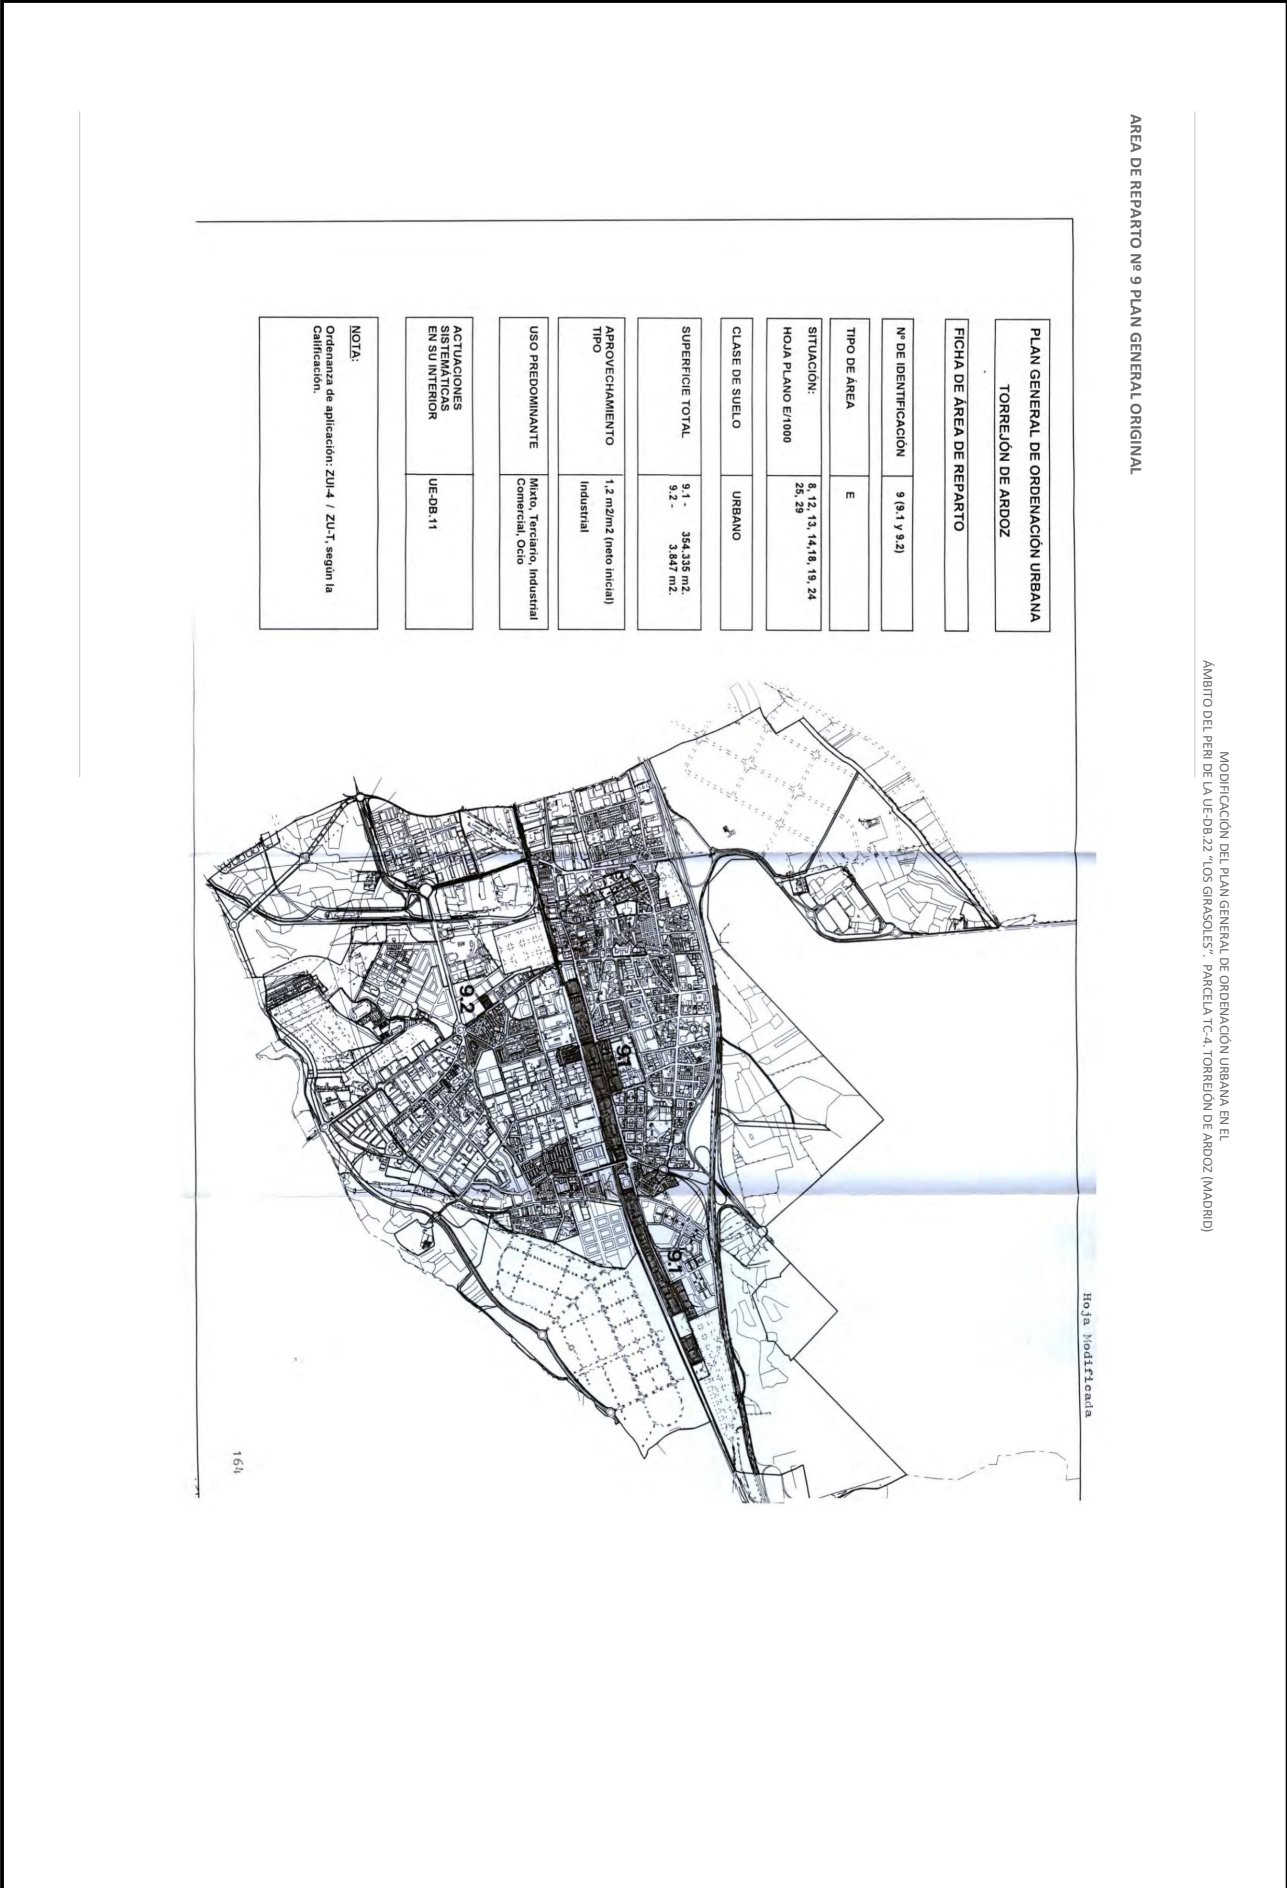 MODIFICACIÓN DEL PLAN GENERAL DE ORDENACIÓN URBANA EN EL
ÁMBITO DEL PERI DE LA UE-DB.22 "LOS GIRASOLES". PARCELA TC-4. TORREJÓN DE ARDOZ (MADRID)
AREA DE REPARTO Nº 9 PLAN GENERAL ORIGINAL
Hoja Modificada
PLAN GENERAL DE ORDENACIÓN URBANA
TORREJÓN DE ARDOZ
FICHA DE ÁREA DE REPARTO
Nº DE IDENTIFICACIÓN 9 (9.1 y 9.2)
TIPO DE ÁREA E
SITUACIÓN: 8, 12, 13, 14,18, 19, 24
HOJA PLANO E/1000 25, 29
CLASE DE SUELO URBANO
SUPERFICIE TOTAL 9.1 - 354.335 m2.
9.2 - 3.847 m2.
APROVECHAMIENTO 1,2 m2/m2 (neto inicial)
TIPO Industrial
USO PREDOMINANTE Mixto, Terciario, Industrial
Comercial, Ocio
ACTUACIONES UE-DB.11
SISTEMÁTICAS
EN SU INTERIOR
NOTA:
Ordenanza de aplicación: ZUI-4 / ZU-T, según la
Calificación.
9.1
9.1
9.2
164